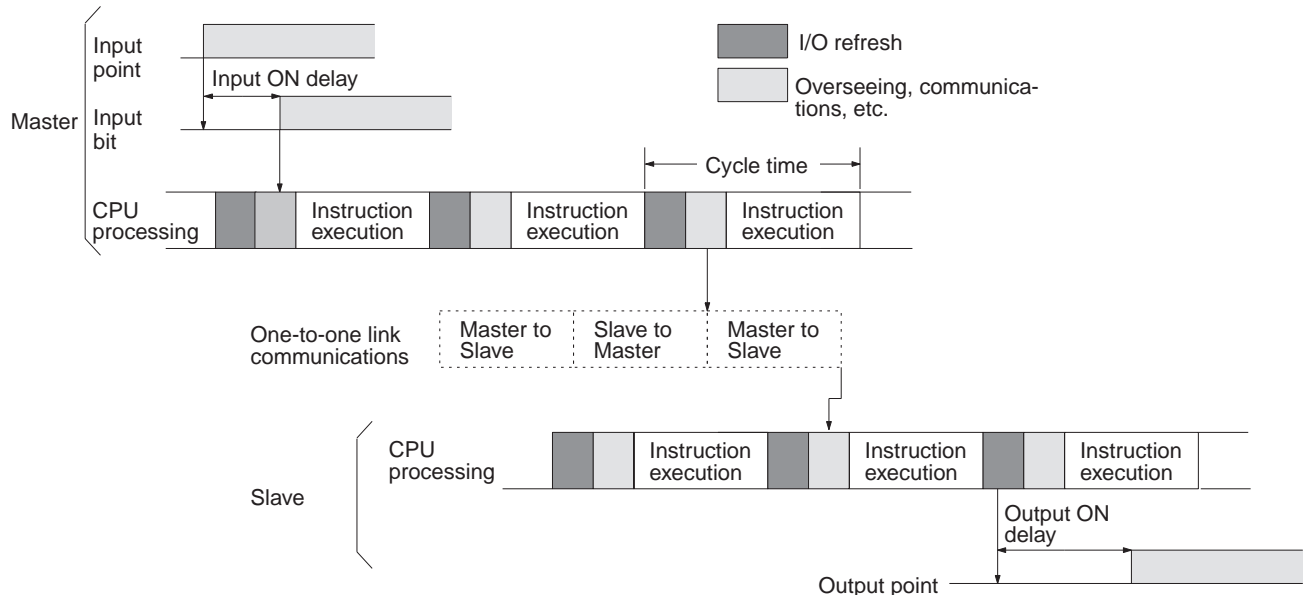 Input
point
Input ON delay
I/O refresh
Overseeing, communica-
tions, etc.
Master
Input
bit
Cycle time
CPU
processing
Instruction
execution
Instruction
execution
Instruction
execution
One-to-one link
communications
Master to
Slave
Slave to
Master
Master to
Slave
Slave
CPU
processing
Instruction
execution
Instruction
execution
Instruction
execution
Output ON
delay
Output point